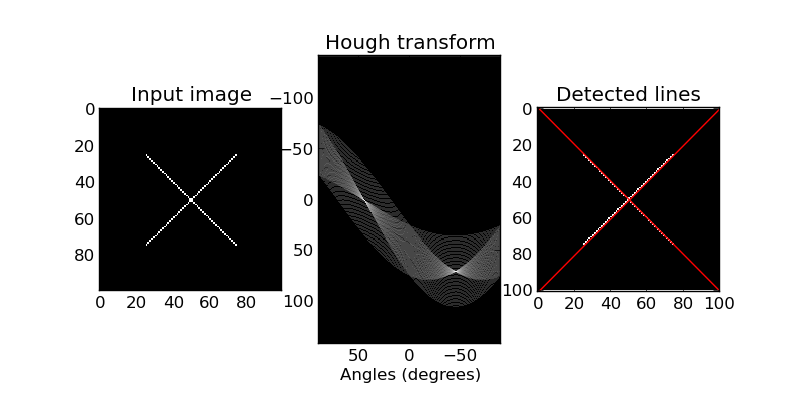 Input image
0
20
40
60
80
0 20 40 60 80
Hough transform
−100
−50
0
50
100
50 0 −50
Angles (degrees)
Detected lines
0
20
40
60
80
100
0 20 40 60 80 100